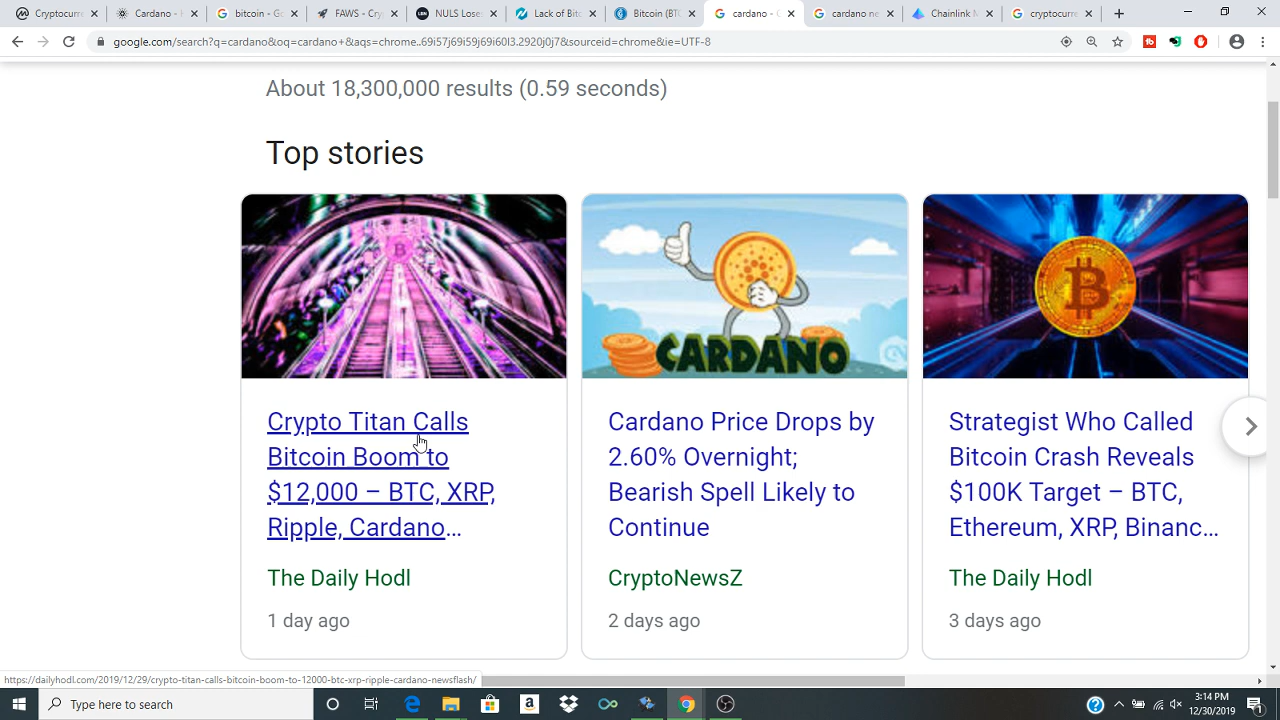 Cryptocu
Cardano -
bitcoin - Go
FAWS - Cry
NULS Loses
Lack of Bit
Bitcoin (BTC
cardano - G
cardano ne
Chainlink M
cryptocurre
google.com/search?q=cardano&oq=cardano+&aqs=chrome..69i57j69i59j69i60l3.2920j0j7&sourceid=chrome&ie=UTF-8
About 18,300,000 results (0.59 seconds)
Top stories
CARDANO
Crypto Titan Calls
Bitcoin Boom to
$12,000 – BTC, XRP,
Ripple, Cardano...
The Daily Hodl
1 day ago
Cardano Price Drops by
2.60% Overnight;
Bearish Spell Likely to
Continue
CryptoNewsZ
2 days ago
Strategist Who Called
Bitcoin Crash Reveals
$100K Target – BTC,
Ethereum, XRP, Binanc...
The Daily Hodl
3 days ago
https://dailyhodl.com/2019/12/29/crypto-titan-calls-bitcoin-boom-to-12000-btc-xrp-ripple-cardano-newsflash/
Type here to search
3:14 PM
12/30/2019